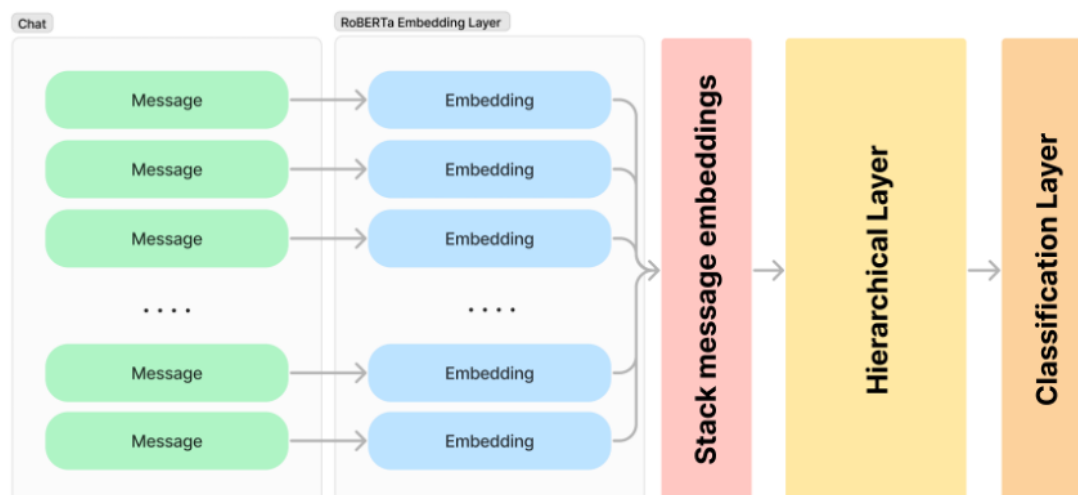 Chat
RoBERTa Embedding Layer
Message
Embedding
Message
Embedding
Message
Embedding
....
....
Message
Embedding
Message
Embedding
Stack message embeddings
Hierarchical Layer
Classification Layer